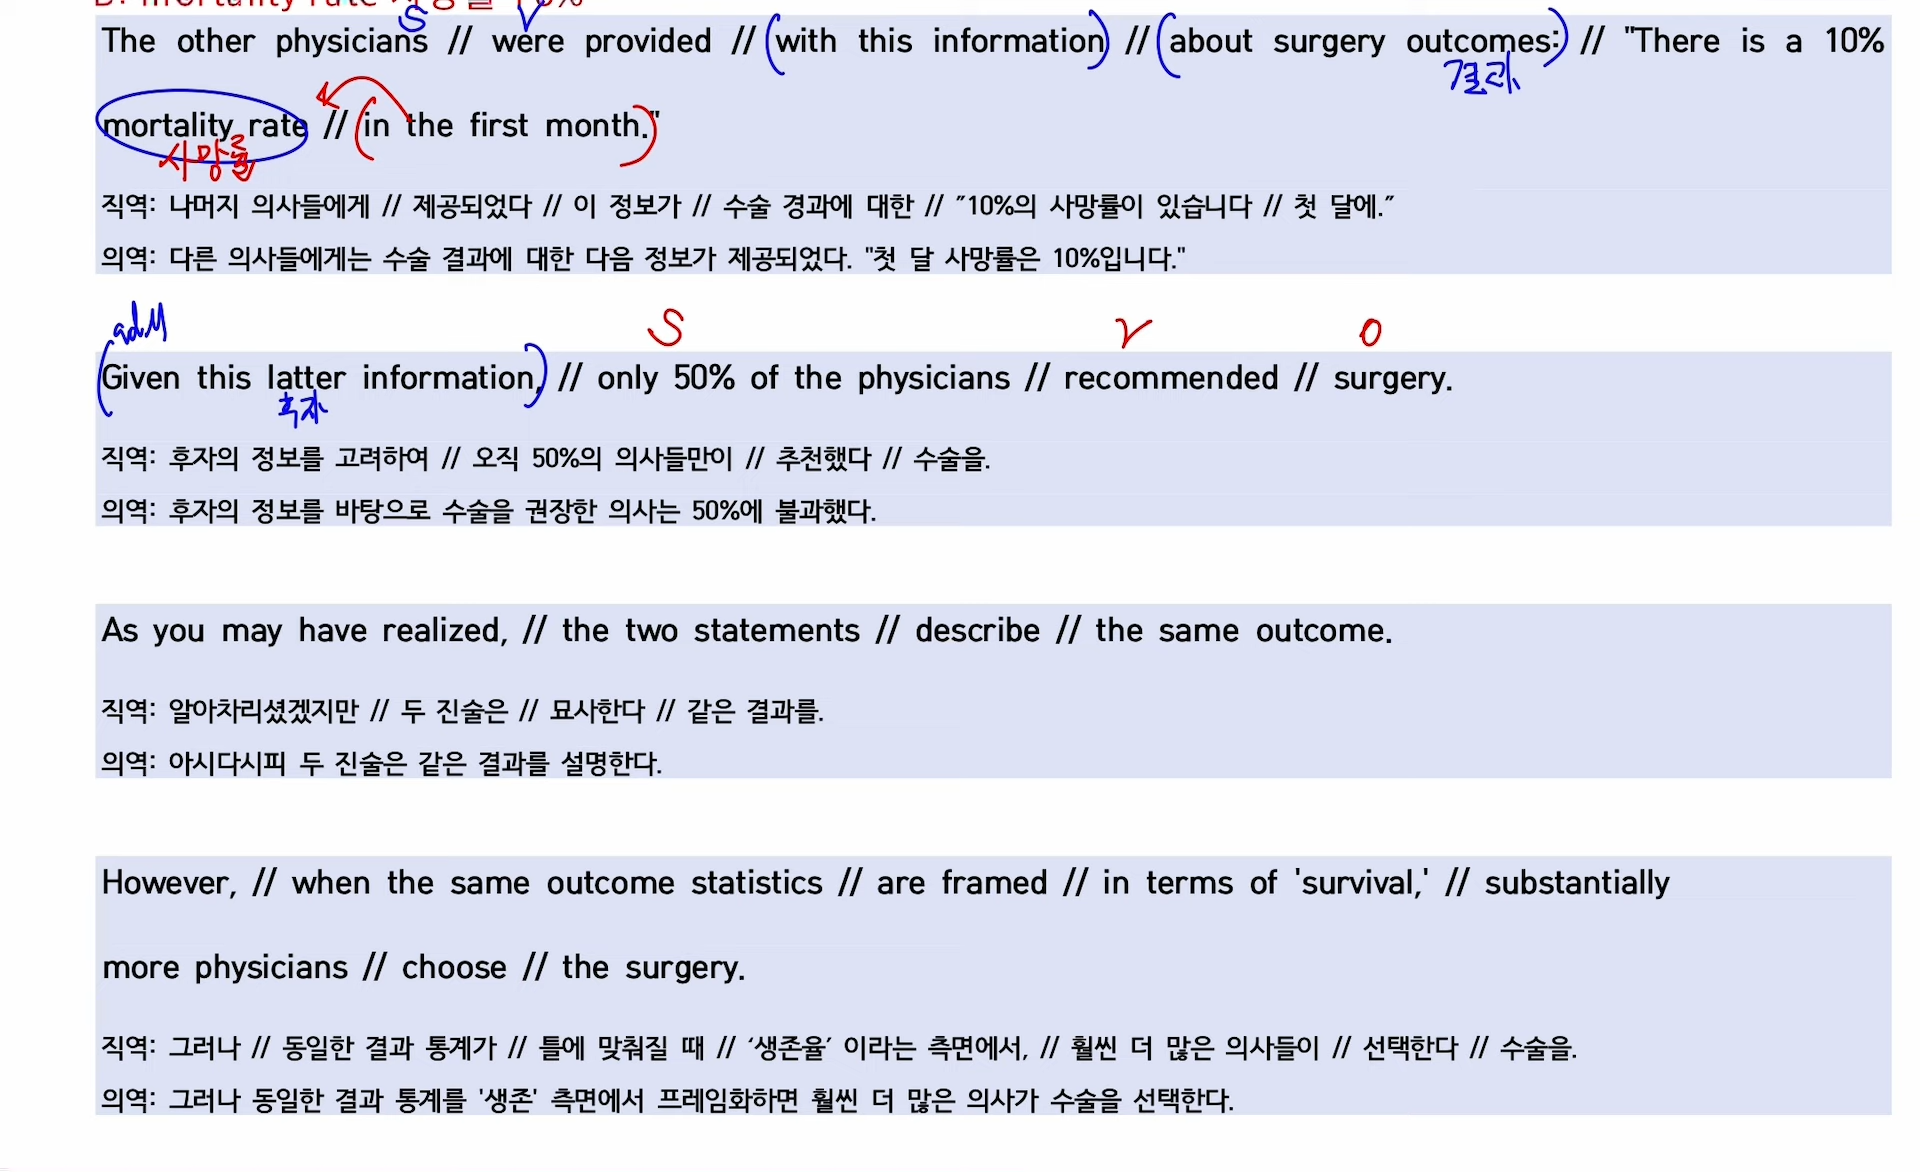 S V
The other physicians // were provided // (with this information) // (about surgery outcomes:) // "There is a 10%
결과
mortality rate // (in the first month.)"
사망률
직역: 나머지 의사들에게 // 제공되었다 // 이 정보가 // 수술 경과에 대한 // "10%의 사망률이 있습니다 // 첫 달에."
의역: 다른 의사들에게는 수술 결과에 대한 다음 정보가 제공되었다. "첫 달 사망률은 10%입니다."
adM S V O
(Given this latter information,) // only 50% of the physicians // recommended // surgery.
후자
직역: 후자의 정보를 고려하여 // 오직 50%의 의사들만이 // 추천했다 // 수술을.
의역: 후자의 정보를 바탕으로 수술을 권장한 의사는 50%에 불과했다.
As you may have realized, // the two statements // describe // the same outcome.
직역: 알아차리셨겠지만 // 두 진술은 // 묘사한다 // 같은 결과를.
의역: 아시다시피 두 진술은 같은 결과를 설명한다.
However, // when the same outcome statistics // are framed // in terms of 'survival,' // substantially
more physicians // choose // the surgery.
직역: 그러나 // 동일한 결과 통계가 // 틀에 맞춰질 때 // ‘생존율’ 이라는 측면에서, // 훨씬 더 많은 의사들이 // 선택한다 // 수술을.
의역: 그러나 동일한 결과 통계를 '생존' 측면에서 프레임화하면 훨씬 더 많은 의사가 수술을 선택한다.